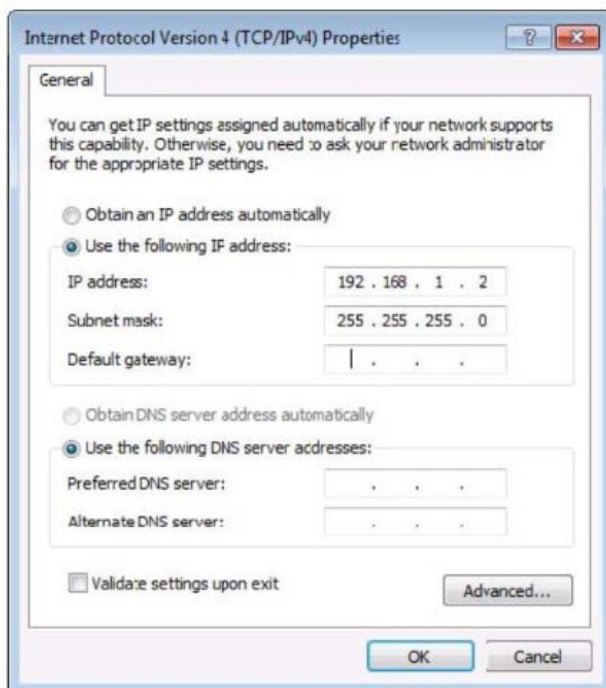 Internet Protocol Version 4 (TCP/IPv4) Properties
General
You can get IP settings assigned automatically if your network supports
this capability. Otherwise, you need to ask your network administrator
for the appropriate IP settings.
Obtain an IP address automatically
Use the following IP address:
IP address: 192 . 168 . 1 . 2
Subnet mask: 255 . 255 . 255 . 0
Default gateway: . . .
Obtain DNS server address automatically
Use the following DNS server addresses:
Preferred DNS server: . . .
Alternate DNS server: . . .
Validate settings upon exit
Advanced...
OK Cancel